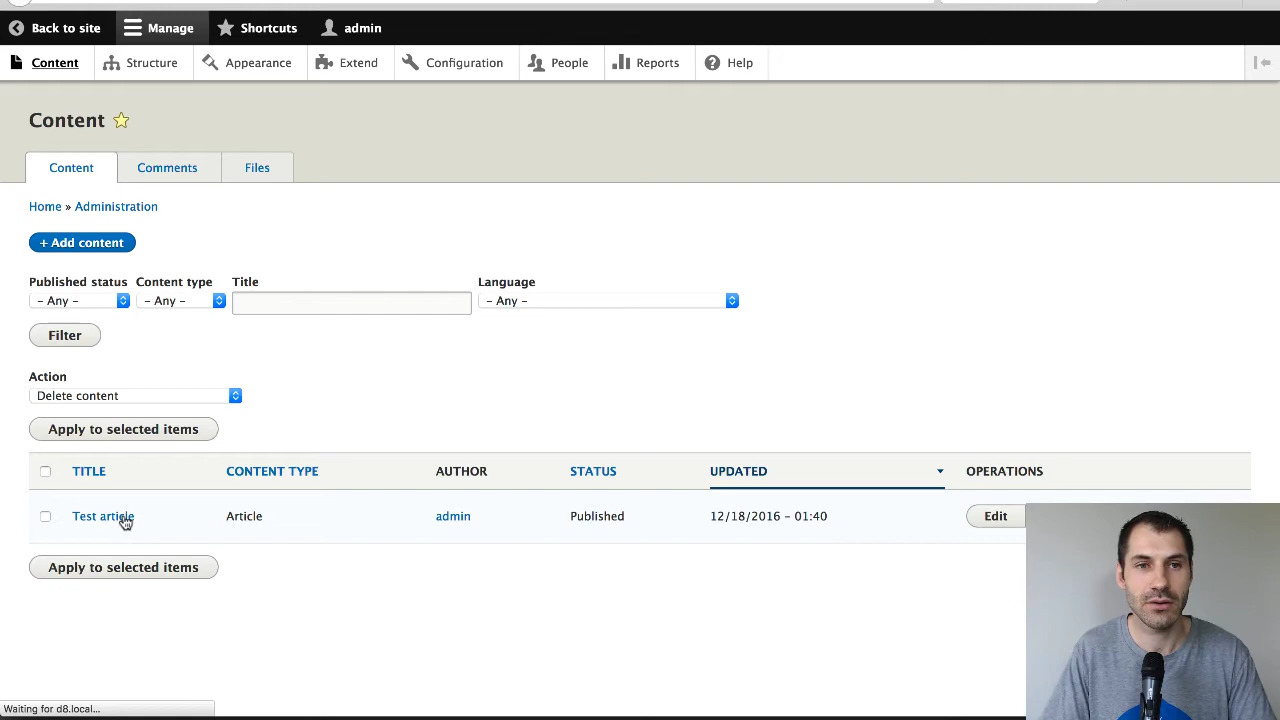 Back to site Manage Shortcuts admin
Content Structure Appearance Extend Configuration People Reports Help
Content
Content Comments Files
Home » Administration
+ Add content
Published status Content type Title Language
- Any - - Any - - Any -
Filter
Action
Delete content
Apply to selected items
TITLE CONTENT TYPE AUTHOR STATUS UPDATED OPERATIONS
Test article Article admin Published 12/18/2016 - 01:40 Edit
Apply to selected items
Waiting for d8.local...